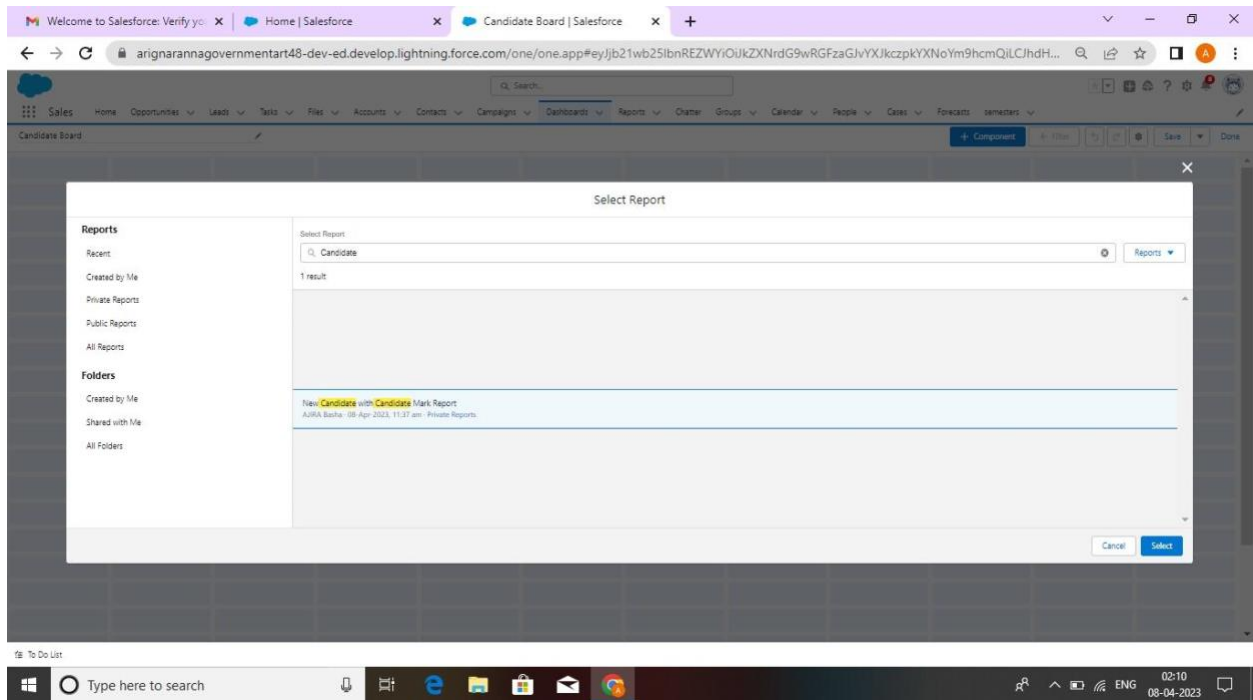 Welcome to Salesforce: Verify yo
Home | Salesforce
Candidate Board | Salesforce
arignarannagovernmentart48-dev-ed.develop.lightning.force.com/one/one.app#eyJjb21wb25lbnREZWYiOiJkZXNrdG9wRGFzaGJvYXJkczpkYXNoYm9hcmQiLCJhdH...
A
Search...
Sales Home Opportunities Leads Tasks Files Accounts Contacts Campaigns Dashboards Reports Chatter Groups Calendar People Cases Forecasts semesters
Candidate Board
+ Component + Filter Save Done
Select Report
Reports
Recent
Created by Me
Private Reports
Public Reports
All Reports
Folders
Created by Me
Shared with Me
All Folders
Select Report
Candidate
Reports
1 result
New Candidate with Candidate Mark Report
AJIRA Basha · 08-Apr-2023, 11:37 am · Private Reports
Cancel Select
To Do List
Type here to search
ENG
02:10
08-04-2023